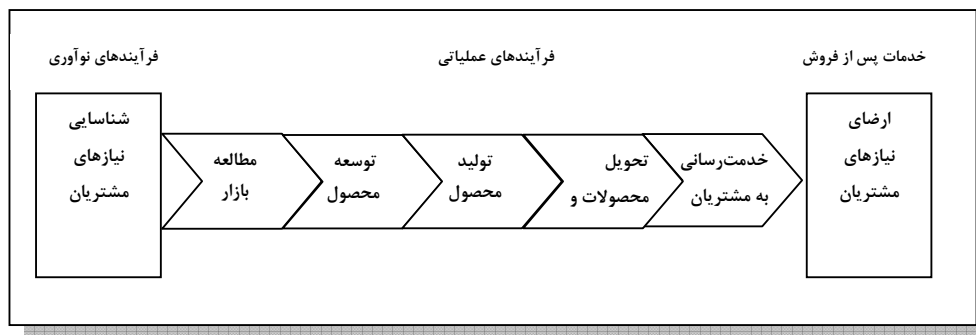 فرآیندهای نوآوری
فرآیندهای عملیاتی
خدمات پس از فروش
شناسایی
نیازهای
مشتریان
مطالعه
بازار
توسعه
محصول
تولید
محصول
تحویل
محصولات و
خدمت‌رسانی
به مشتریان
ارضای
نیازهای
مشتریان